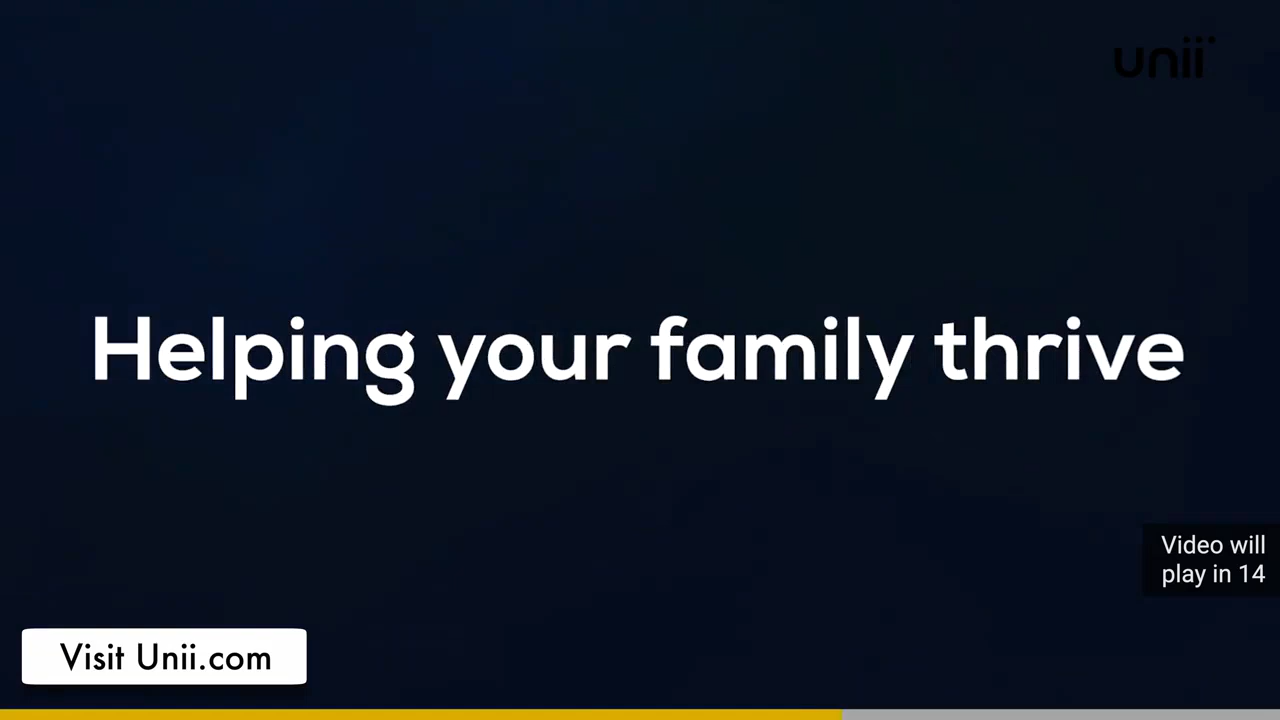 unii
Helping your family thrive
Video will
play in 14
Visit Unii.com